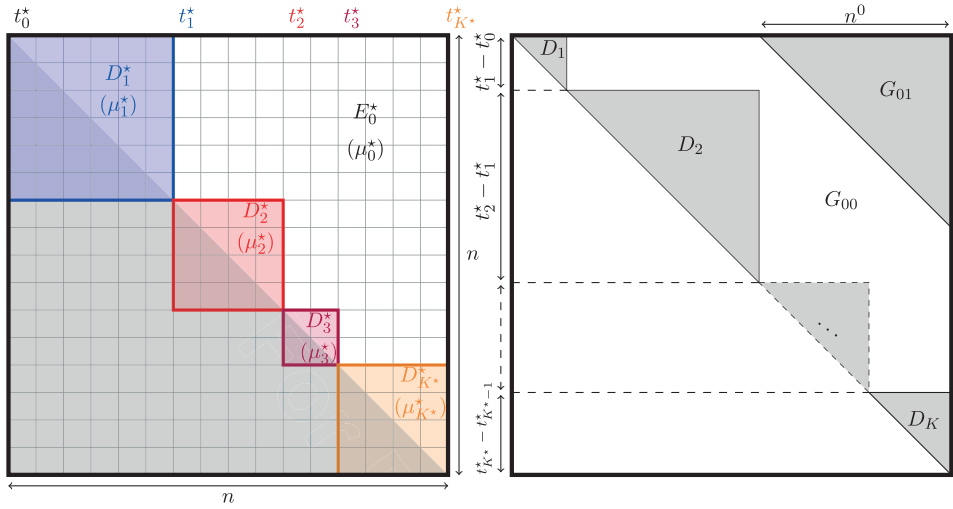 t₀⋆ t₁⋆ t₂⋆ t₃⋆ t_{K⋆}⋆
D₁⋆
(μ₁⋆)
E₀⋆
(μ₀⋆)
D₂⋆
(μ₂⋆)
D₃⋆
(μ₃⋆)
D_{K⋆}⋆
(μ_{K⋆}⋆)
n
n
n⁰
t₁⋆ − t₀⋆
t₂⋆ − t₁⋆
t_{K⋆}⋆ − t_{K⋆−1}⋆
D₁
G₀₁
D₂
G₀₀
⋱
D_K